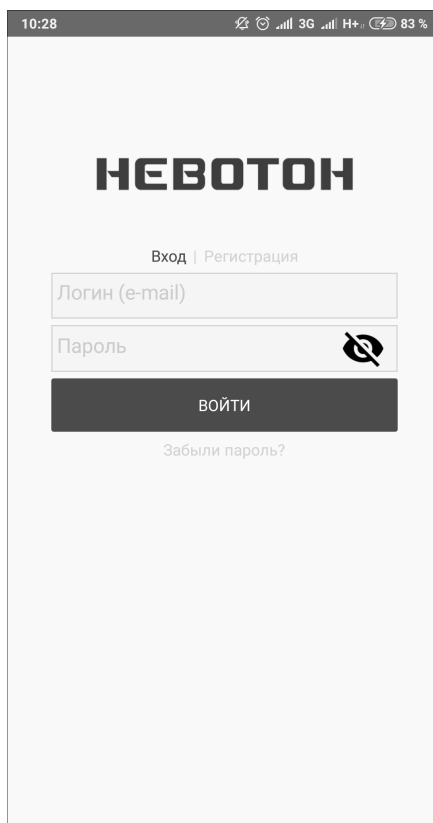 10:28 3G H+ 83 %
НЕВОТОН
Вход | Регистрация
Логин (e-mail)
Пароль
ВОЙТИ
Забыли пароль?